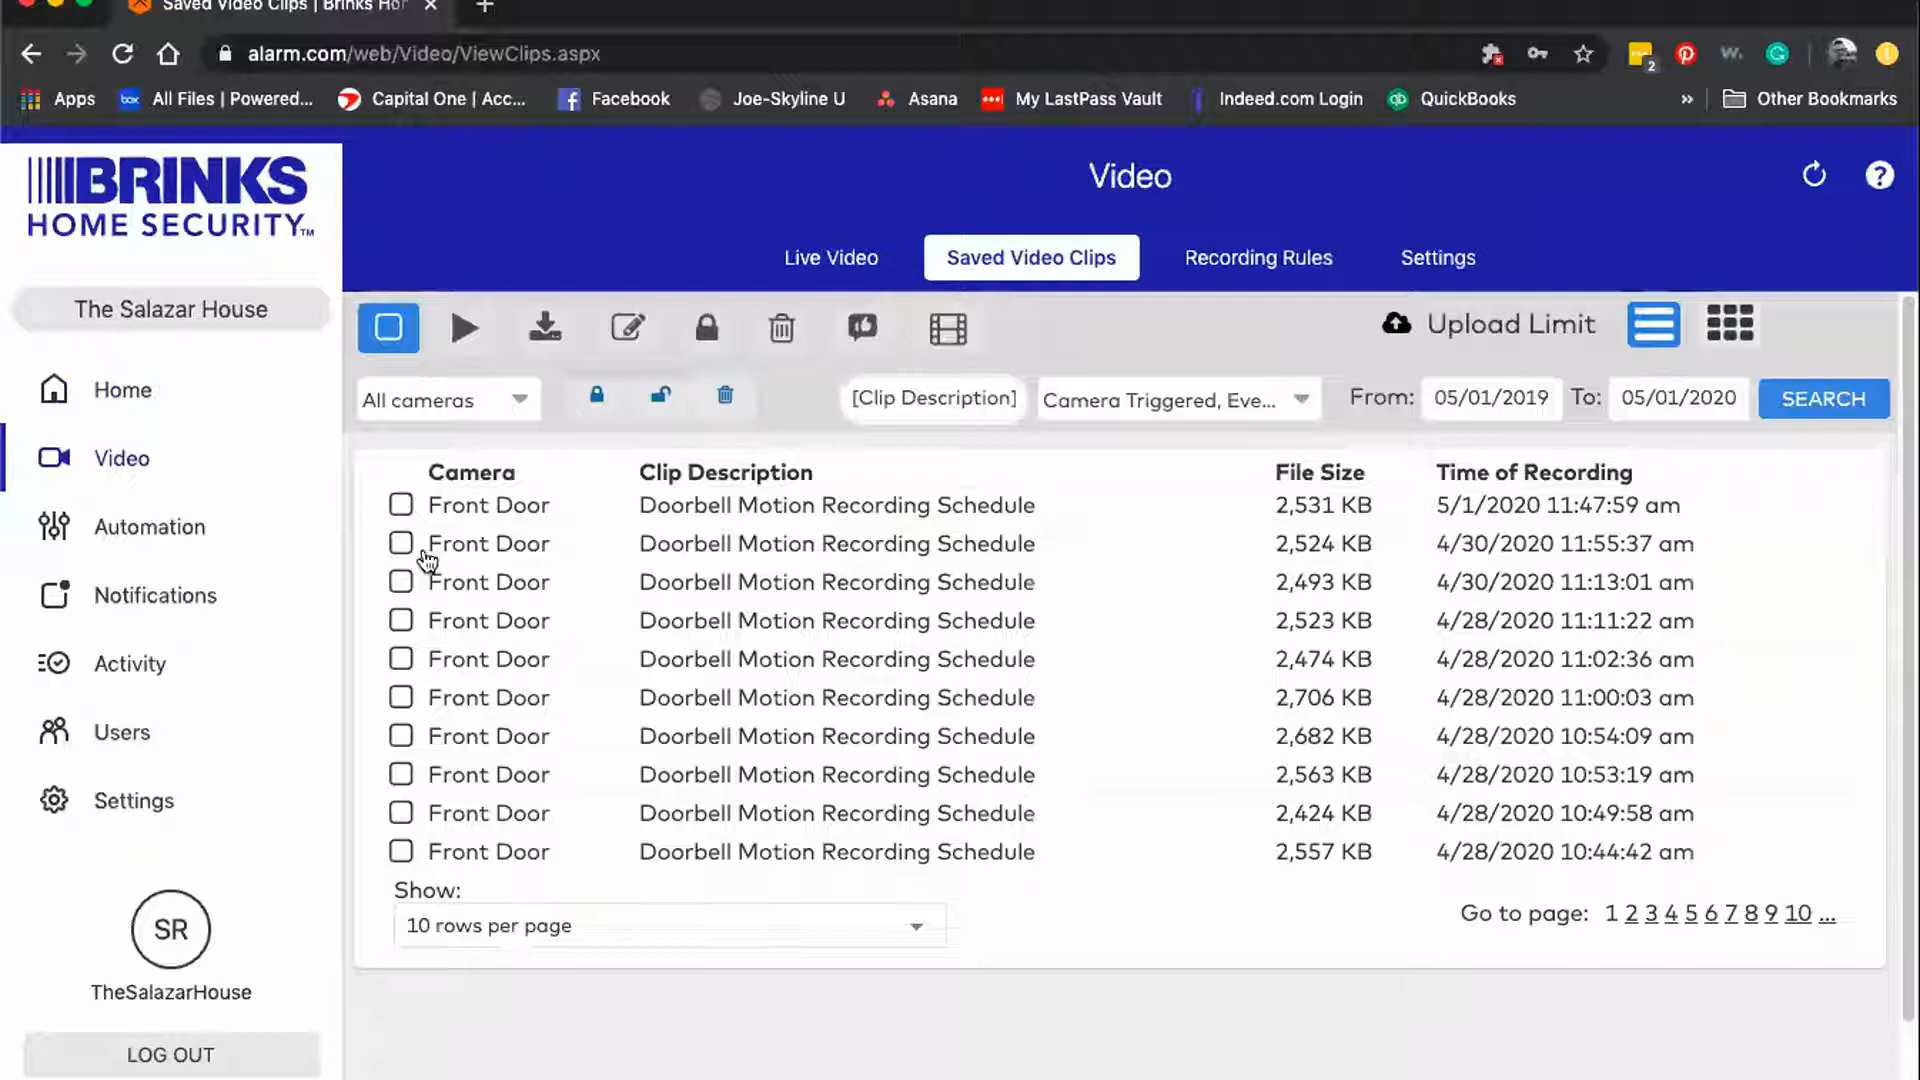 Saved Video Clips | Brinks Hor
alarm.com/web/Video/ViewClips.aspx
2
Apps
box All Files | Powered...
Capital One | Acc...
Facebook
Joe-Skyline U
Asana
My LastPass Vault
Indeed.com Login
qb QuickBooks
»
Other Bookmarks
BRINKS
HOME SECURITY™
The Salazar House
Home
Video
Automation
Notifications
Activity
Users
Settings
SR
TheSalazarHouse
LOG OUT
Video
?
Live Video Saved Video Clips Recording Rules Settings
Upload Limit
All cameras [Clip Description] Camera Triggered, Eve... From: 05/01/2019 To: 05/01/2020 SEARCH
Camera Clip Description File Size Time of Recording
Front Door Doorbell Motion Recording Schedule 2,531 KB 5/1/2020 11:47:59 am
Front Door Doorbell Motion Recording Schedule 2,524 KB 4/30/2020 11:55:37 am
Front Door Doorbell Motion Recording Schedule 2,493 KB 4/30/2020 11:13:01 am
Front Door Doorbell Motion Recording Schedule 2,523 KB 4/28/2020 11:11:22 am
Front Door Doorbell Motion Recording Schedule 2,474 KB 4/28/2020 11:02:36 am
Front Door Doorbell Motion Recording Schedule 2,706 KB 4/28/2020 11:00:03 am
Front Door Doorbell Motion Recording Schedule 2,682 KB 4/28/2020 10:54:09 am
Front Door Doorbell Motion Recording Schedule 2,563 KB 4/28/2020 10:53:19 am
Front Door Doorbell Motion Recording Schedule 2,424 KB 4/28/2020 10:49:58 am
Front Door Doorbell Motion Recording Schedule 2,557 KB 4/28/2020 10:44:42 am
Show:
10 rows per page
Go to page: 1 2 3 4 5 6 7 8 9 10 ...